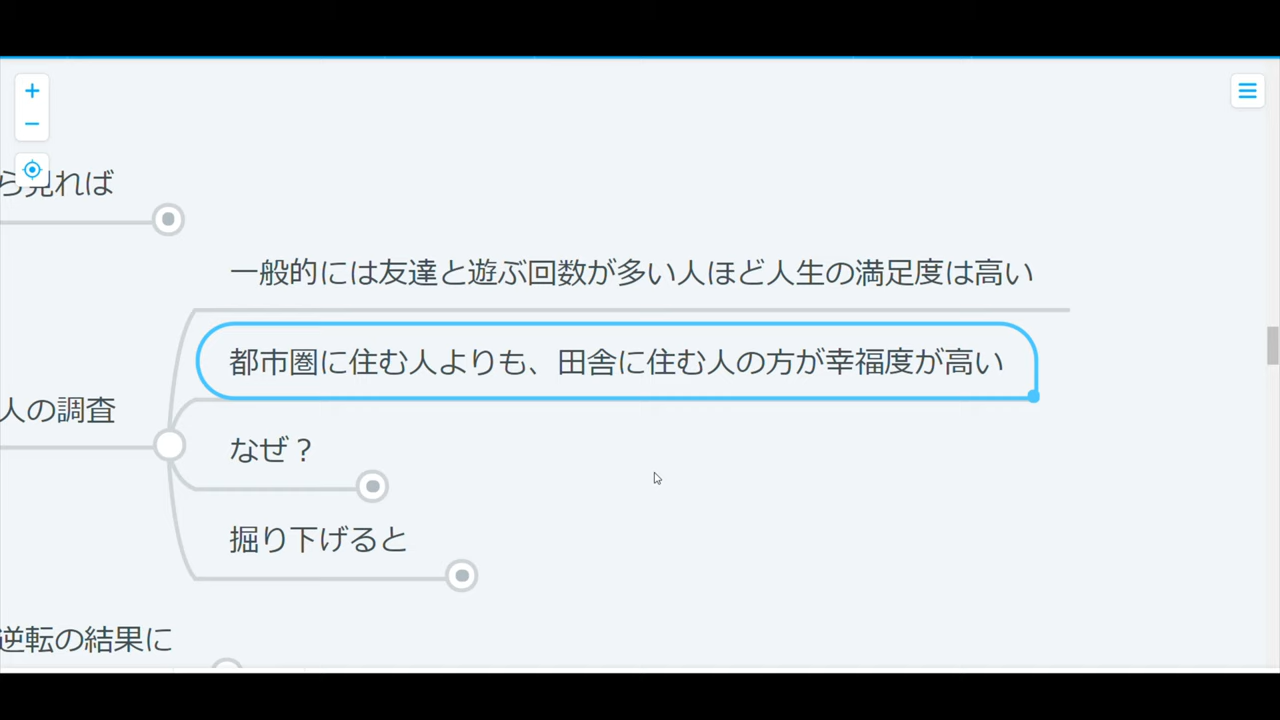 ら見れば
一般的には友達と遊ぶ回数が多い人ほど人生の満足度は高い
都市圏に住む人よりも、田舎に住む人の方が幸福度が高い
人の調査
なぜ？
掘り下げると
逆転の結果に